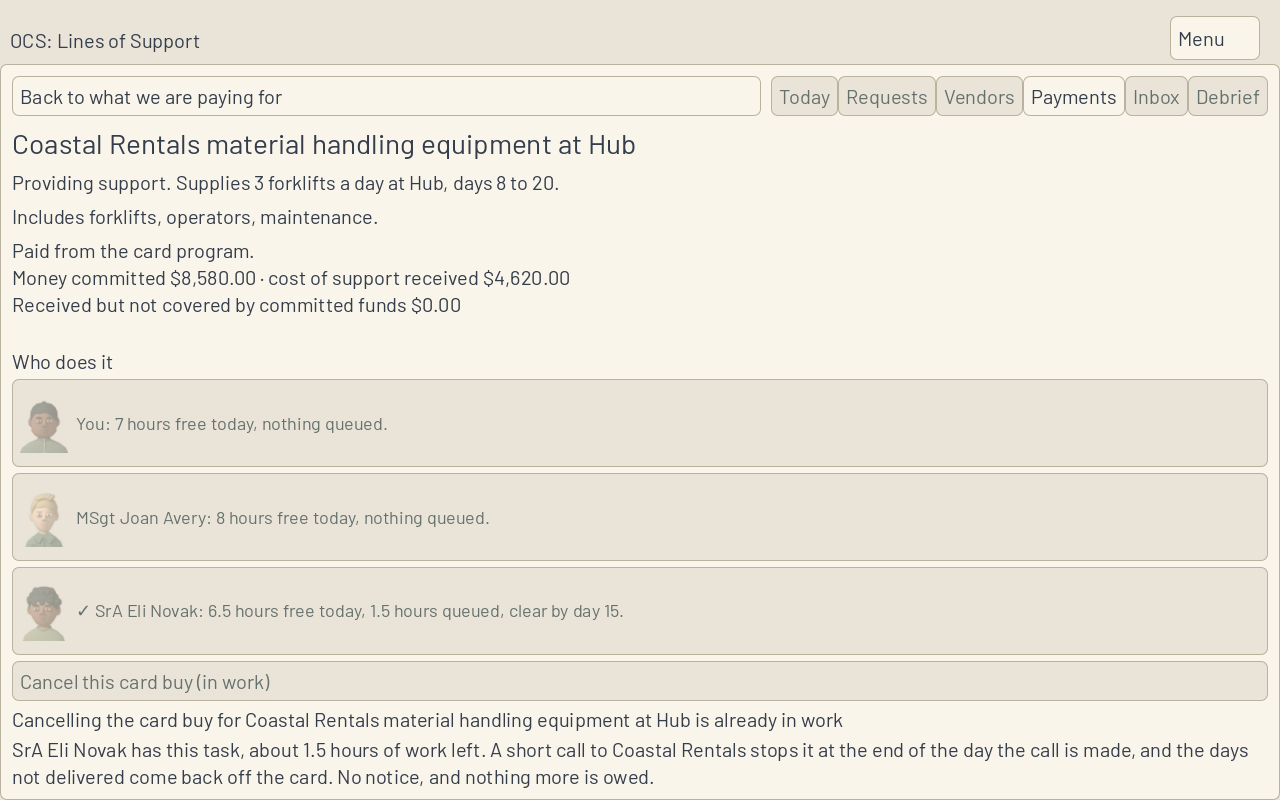 OCS: Lines of Support
Menu
Back to what we are paying for
Today
Requests
Vendors
Payments
Inbox
Debrief
Coastal Rentals material handling equipment at Hub
Providing support. Supplies 3 forklifts a day at Hub, days 8 to 20.
Includes forklifts, operators, maintenance.
Paid from the card program.
Money committed $8,580.00 · cost of support received $4,620.00
Received but not covered by committed funds $0.00
Who does it
You: 7 hours free today, nothing queued.
MSgt Joan Avery: 8 hours free today, nothing queued.
✓ SrA Eli Novak: 6.5 hours free today, 1.5 hours queued, clear by day 15.
Cancel this card buy (in work)
Cancelling the card buy for Coastal Rentals material handling equipment at Hub is already in work
SrA Eli Novak has this task, about 1.5 hours of work left. A short call to Coastal Rentals stops it at the end of the day the call is made, and the days
not delivered come back off the card. No notice, and nothing more is owed.